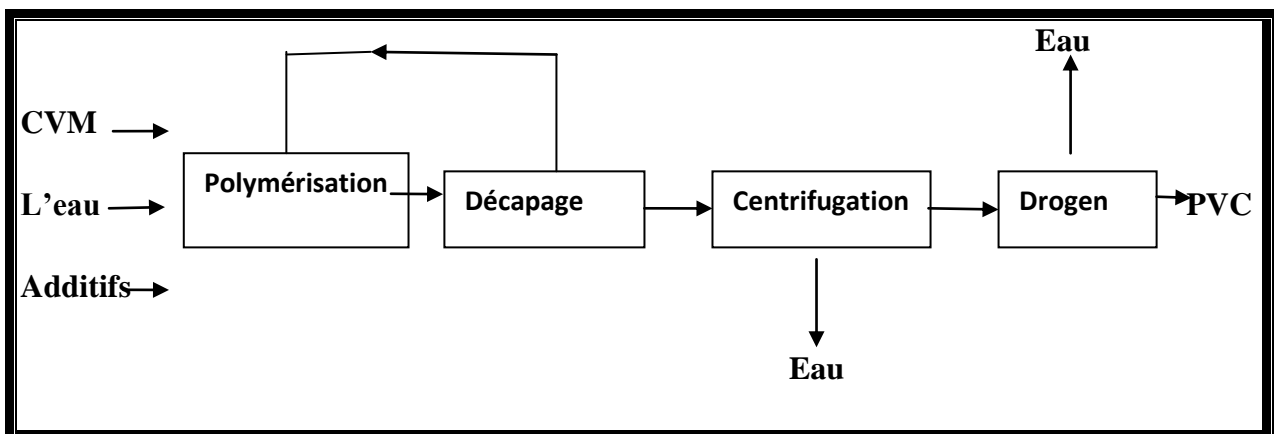 Eau
CVM
Polymérisation
L'eau
Décapage
Centrifugation
Drogen
PVC
Additifs
Eau